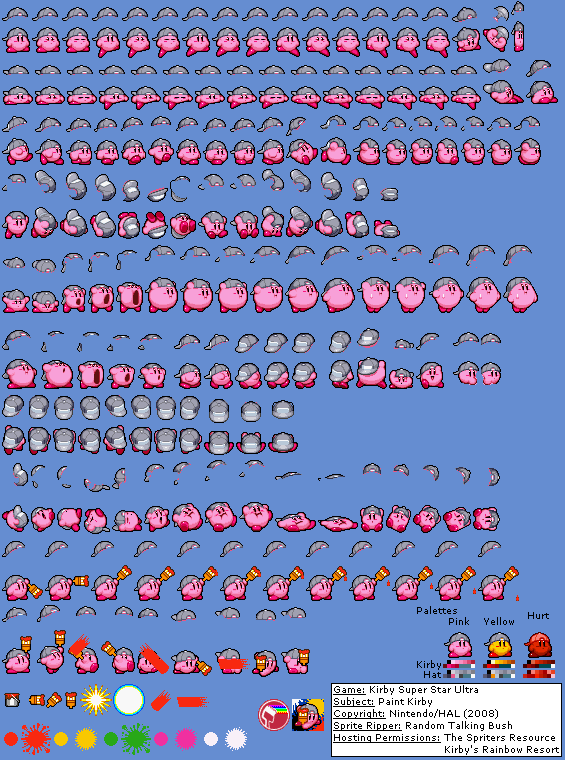 Palettes
Pink Yellow Hurt
Kirby
Hat
Game: Kirby Super Star Ultra
Subject: Paint Kirby
Copyright: Nintendo/HAL (2008)
Sprite Ripper: Random Talking Bush
Hosting Permissions: The Spriters Resource
Kirby's Rainbow Resort